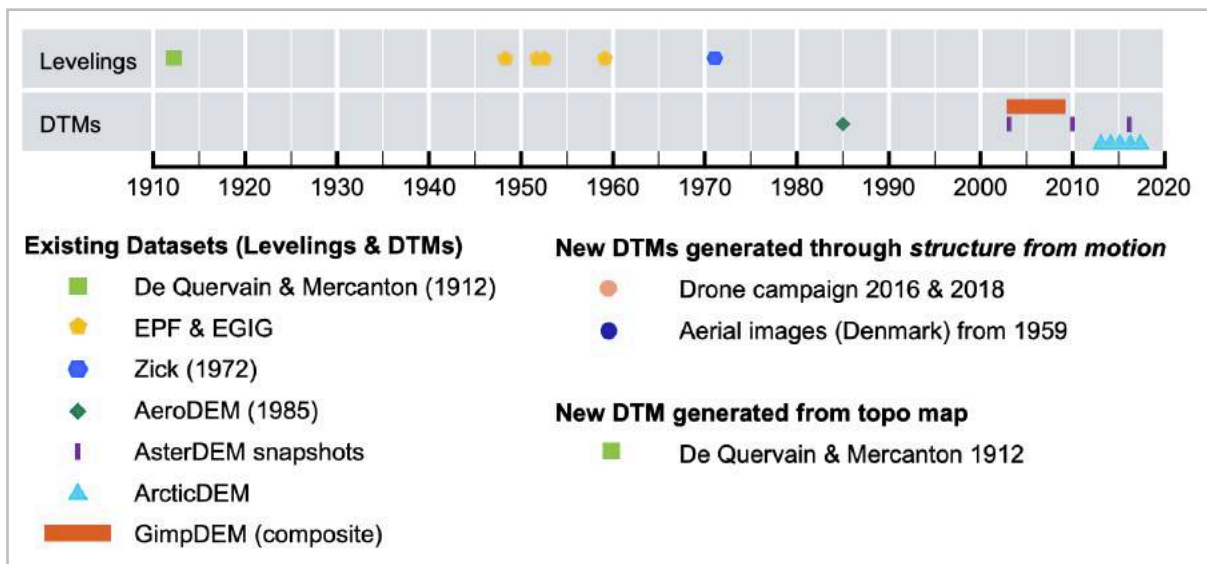 Levelings
DTMs
1910 1920 1930 1940 1950 1960 1970 1980 1990 2000 2010 2020
Existing Datasets (Levelings & DTMs)
De Quervain & Mercanton (1912)
EPF & EGIG
Zick (1972)
AeroDEM (1985)
AsterDEM snapshots
ArcticDEM
GimpDEM (composite)
New DTMs generated through structure from motion
Drone campaign 2016 & 2018
Aerial images (Denmark) from 1959
New DTM generated from topo map
De Quervain & Mercanton 1912